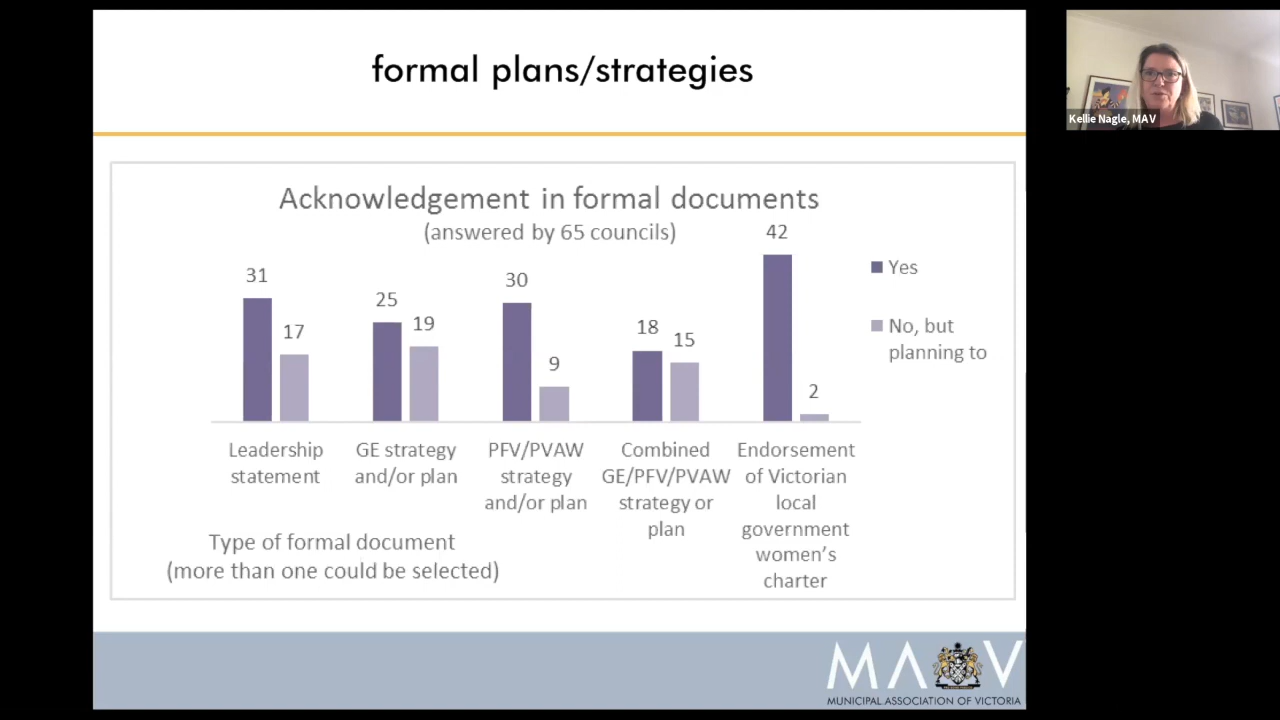 formal plans/strategies
Kellie Nagle, MAV
Acknowledgement in formal documents
(answered by 65 councils)
31
17
25
19
30
9
18
15
42
2
Yes
No, but
planning to
Leadership
statement
GE strategy
and/or plan
PFV/PVAW
strategy
and/or plan
Combined
GE/PFV/PVAW
strategy or
plan
Endorsement
of Victorian
local
government
women's
charter
Type of formal document
(more than one could be selected)
MAV
MUNICIPAL ASSOCIATION OF VICTORIA